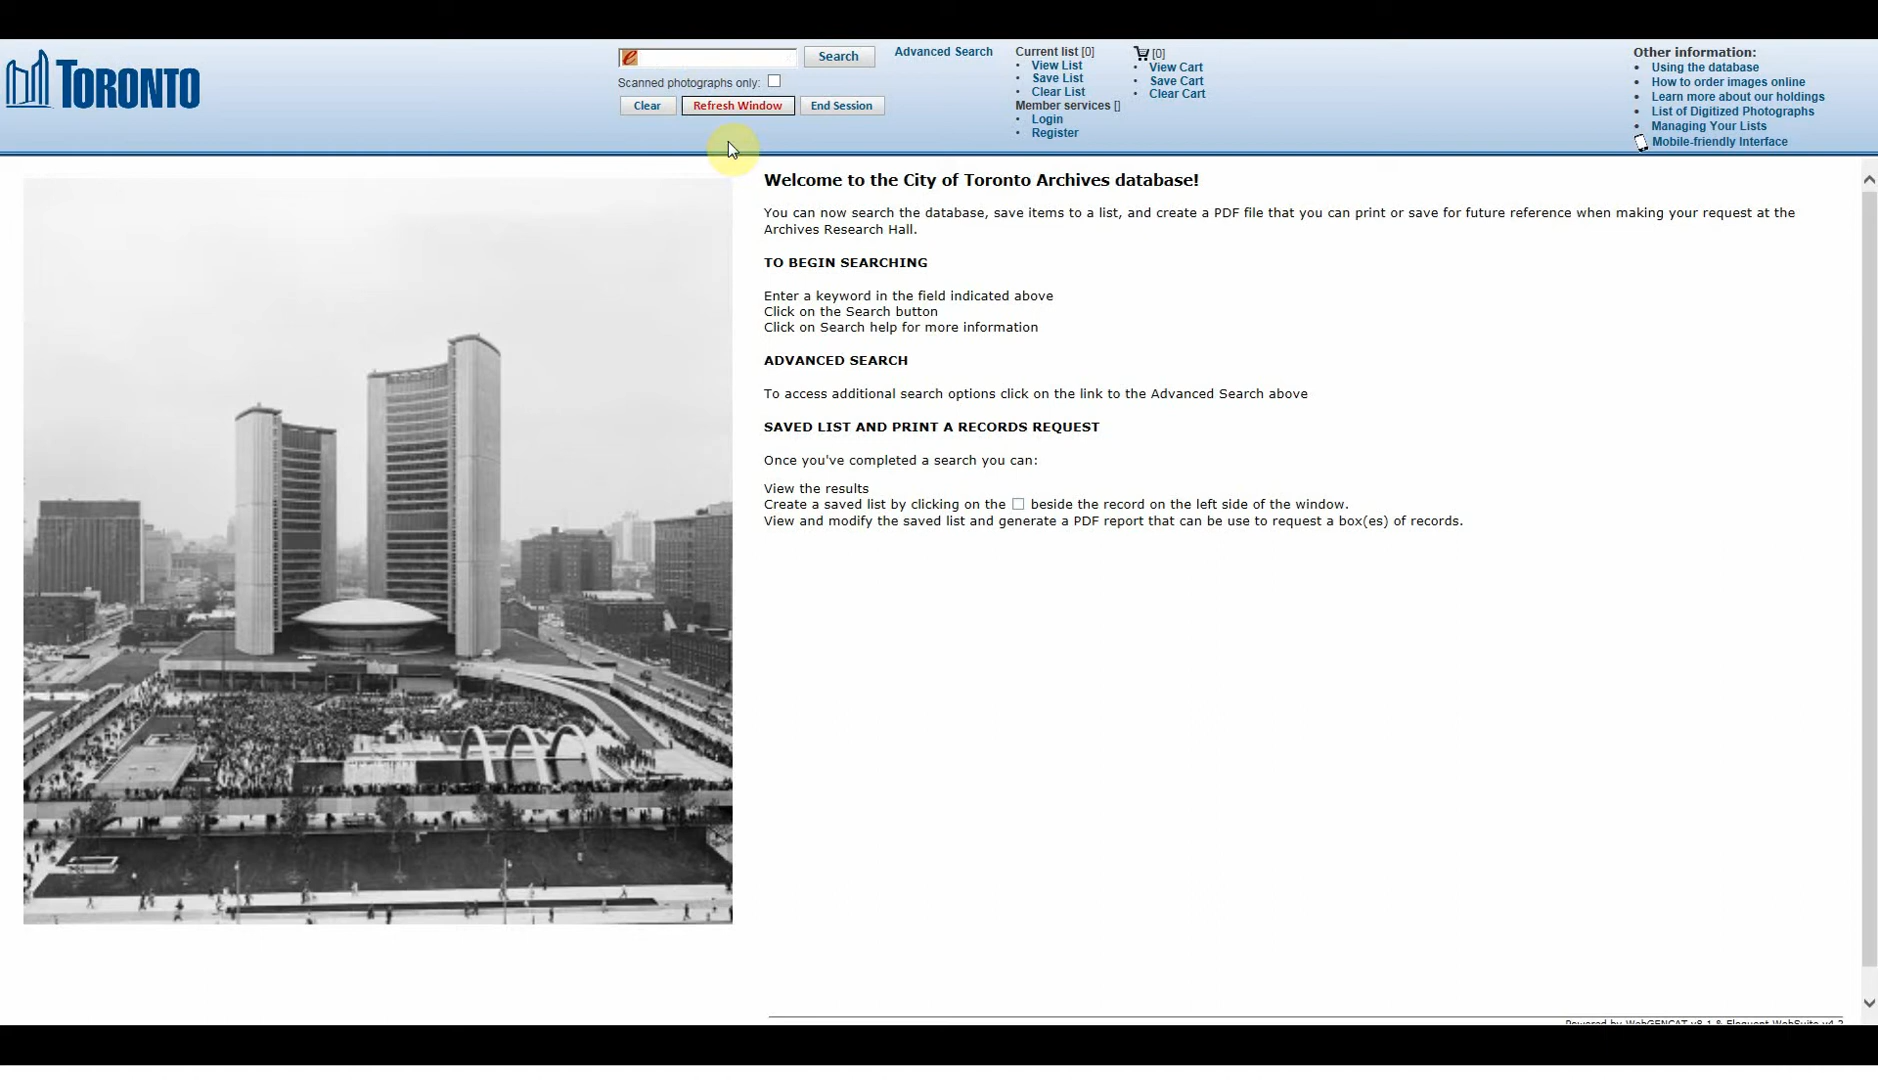 TORONTO
Search
Scanned photographs only:
Clear
Refresh Window
End Session
Advanced Search
Current list [0]
View List
Save List
Clear List
Member services []
Login
Register
[0]
View Cart
Save Cart
Clear Cart
Other information:
Using the database
How to order images online
Learn more about our holdings
List of Digitized Photographs
Managing Your Lists
Mobile-friendly Interface
Welcome to the City of Toronto Archives database!
You can now search the database, save items to a list, and create a PDF file that you can print or save for future reference when making your request at the
Archives Research Hall.
TO BEGIN SEARCHING
Enter a keyword in the field indicated above
Click on the Search button
Click on Search help for more information
ADVANCED SEARCH
To access additional search options click on the link to the Advanced Search above
SAVED LIST AND PRINT A RECORDS REQUEST
Once you've completed a search you can:
View the results
Create a saved list by clicking on the beside the record on the left side of the window.
View and modify the saved list and generate a PDF report that can be use to request a box(es) of records.
Powered by WebGENCAT v8.1 & Eloquent WebSuite v4.2